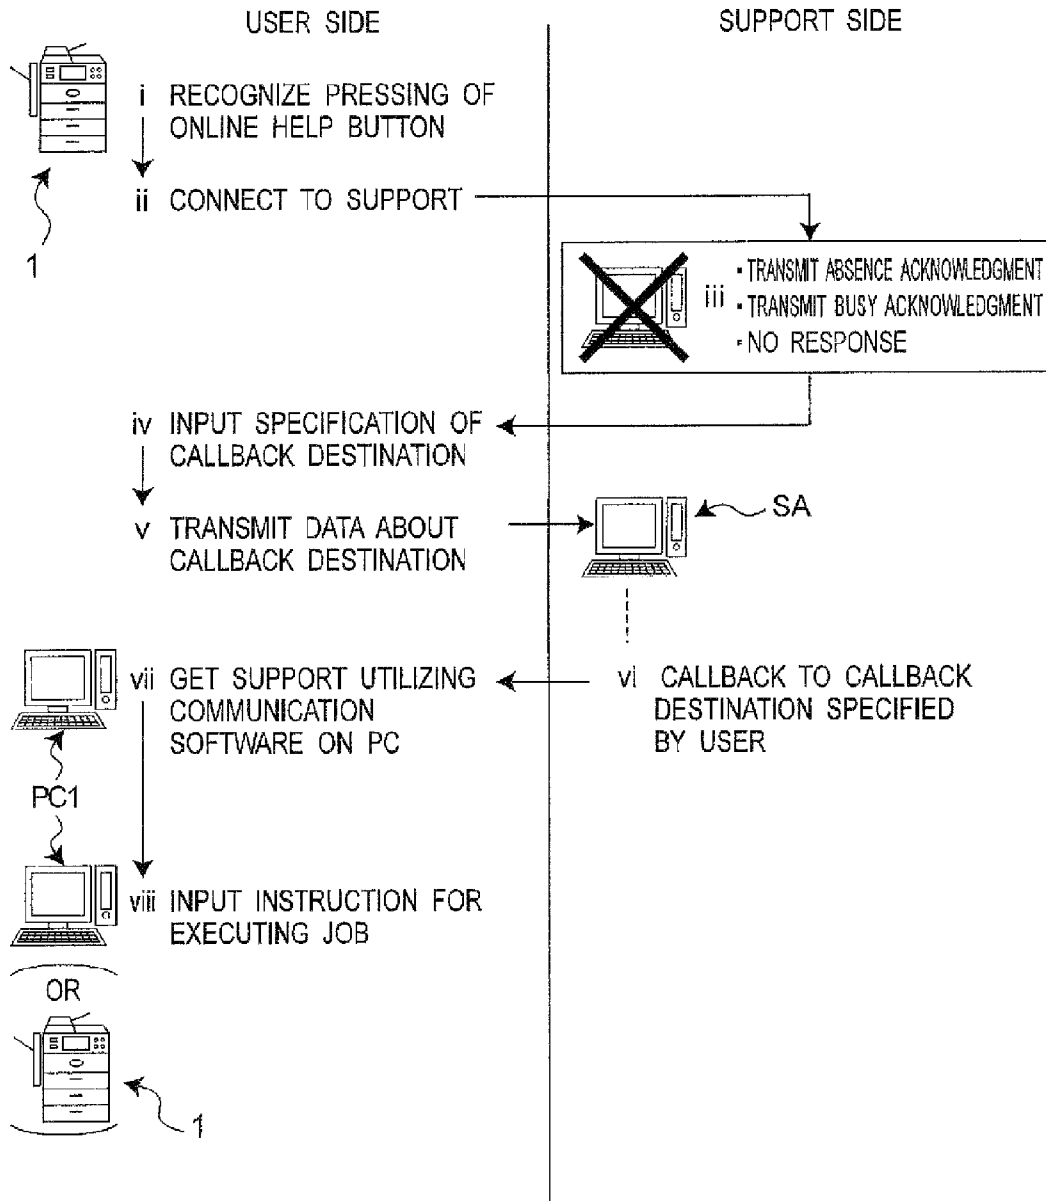 USER SIDE
SUPPORT SIDE
i RECOGNIZE PRESSING OF
ONLINE HELP BUTTON
ii CONNECT TO SUPPORT
1
iii • TRANSMIT ABSENCE ACKNOWLEDGMENT
• TRANSMIT BUSY ACKNOWLEDGMENT
• NO RESPONSE
iv INPUT SPECIFICATION OF
CALLBACK DESTINATION
v TRANSMIT DATA ABOUT
CALLBACK DESTINATION
SA
vi CALLBACK TO CALLBACK
DESTINATION SPECIFIED
BY USER
vii GET SUPPORT UTILIZING
COMMUNICATION
SOFTWARE ON PC
PC1
viii INPUT INSTRUCTION FOR
EXECUTING JOB
OR
1